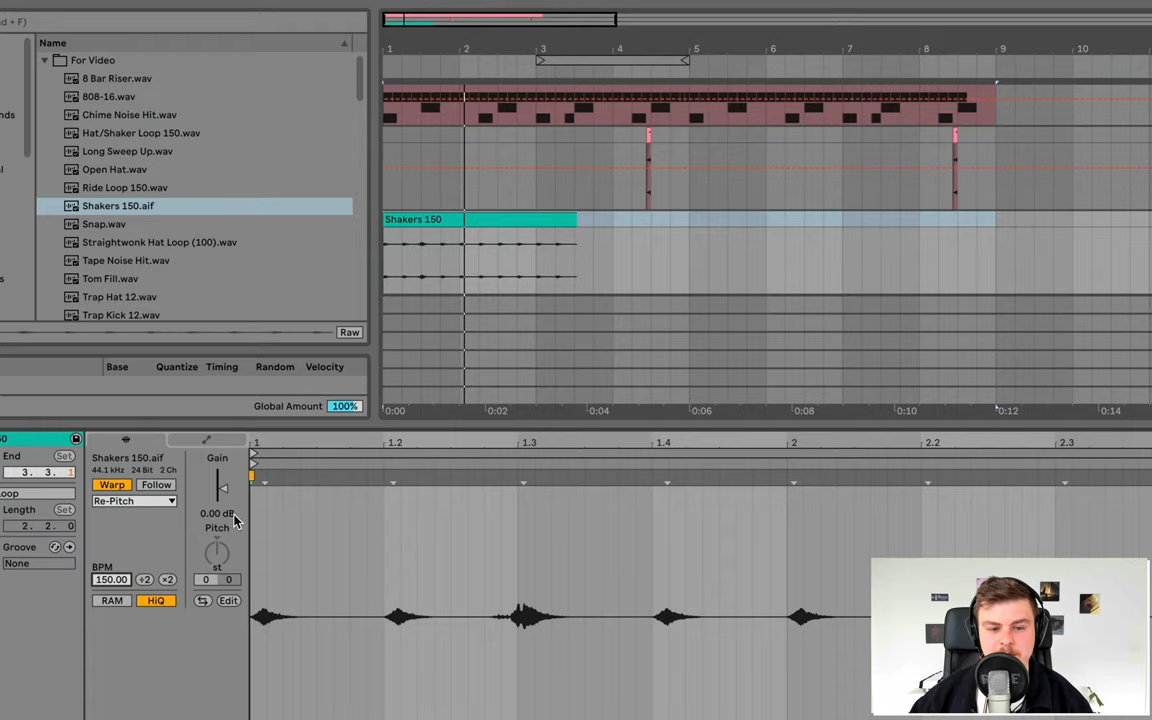 nd + F)
Name
For Video
8 Bar Riser.wav
808-16.wav
Chime Noise Hit.wav
Hat/Shaker Loop 150.wav
Long Sweep Up.wav
Open Hat.wav
Ride Loop 150.wav
Shakers 150.aif
Snap.wav
Straightwonk Hat Loop (100).wav
Tape Noise Hit.wav
Tom Fill.wav
Trap Hat 12.wav
Trap Kick 12.wav
nds
Raw
Base Quantize Timing Random Velocity
Global Amount 100%
1 2 3 4 5 6 7 8 9 10
Shakers 150
0:00 0:02 0:04 0:06 0:08 0:10 0:12 0:14
50
End Set
3. 3. 1
oop
Length Set
2. 2. 0
Groove
None
Shakers 150.aif
44.1 kHz 24 Bit 2 Ch
Warp Follow
Re-Pitch
BPM
150.00 ÷2 ×2
RAM HiQ
Gain
0.00 dB
Pitch
st
0 0
Edit
1 1.2 1.3 1.4 2 2.2 2.3